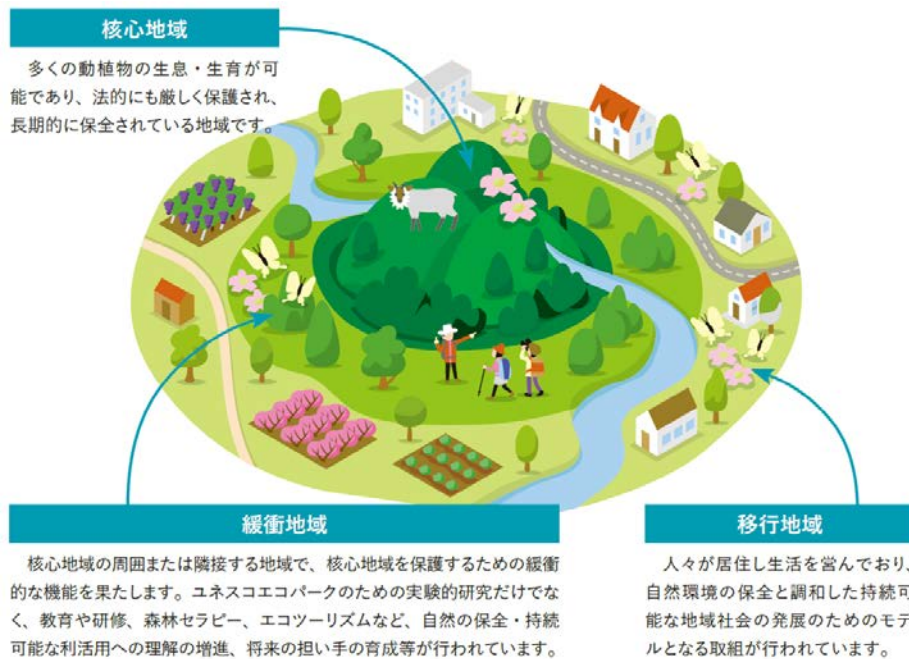 核心地域
多くの動植物の生息・生育が可
能であり、法的にも厳しく保護され、
長期的に保全されている地域です。
緩衝地域
核心地域の周囲または隣接する地域で、核心地域を保護するための緩衝
的な機能を果たします。ユネスコエコパークのための実験的研究だけでな
く、教育や研修、森林セラピー、エコツーリズムなど、自然の保全・持続
可能な利活用への理解の増進、将来の担い手の育成等が行われています。
移行地域
人々が居住し生活を営んでおり、
自然環境の保全と調和した持続可
能な地域社会の発展のためのモデ
ルとなる取組が行われています。